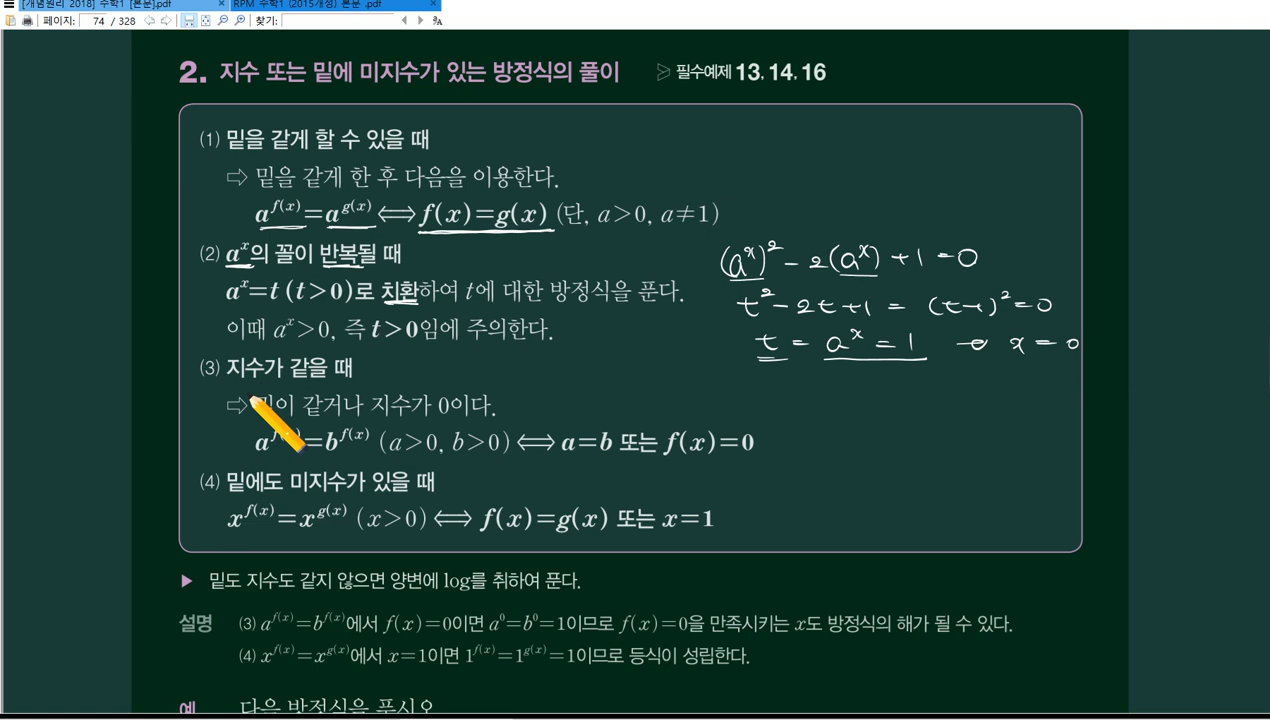 [개념원리 2018] 수학1 [본문].pdf × RPM 수학1 (2015개정) 본문 .pdf ×
페이지: 74 / 328 찾기:
2. 지수 또는 밑에 미지수가 있는 방정식의 풀이 ▷ 필수예제 13, 14, 16
(1) 밑을 같게 할 수 있을 때
⇨ 밑을 같게 한 후 다음을 이용한다.
a^{f(x)}=a^{g(x)} ⟺ f(x)=g(x) (단, a>0, a≠1)
(2) a^x의 꼴이 반복될 때
(a^x)^2 - 2(a^x) + 1 = 0
a^x=t (t>0)로 치환하여 t에 대한 방정식을 푼다.
t^2 - 2t + 1 = (t-1)^2 = 0
이때 a^x>0, 즉 t>0임에 주의한다.
t = a^x = 1 → x = 0
(3) 지수가 같을 때
⇨ 이 같거나 지수가 0이다.
a =b^{f(x)} (a>0, b>0) ⟺ a=b 또는 f(x)=0
(4) 밑에도 미지수가 있을 때
x^{f(x)}=x^{g(x)} (x>0) ⟺ f(x)=g(x) 또는 x=1
▶ 밑도 지수도 같지 않으면 양변에 log를 취하여 푼다.
설명 (3) a^{f(x)}=b^{f(x)}에서 f(x)=0이면 a^0=b^0=1이므로 f(x)=0을 만족시키는 x도 방정식의 해가 될 수 있다.
(4) x^{f(x)}=x^{g(x)}에서 x=1이면 1^{f(x)}=1^{g(x)}=1이므로 등식이 성립한다.
예 다음 방정식을 푸시오